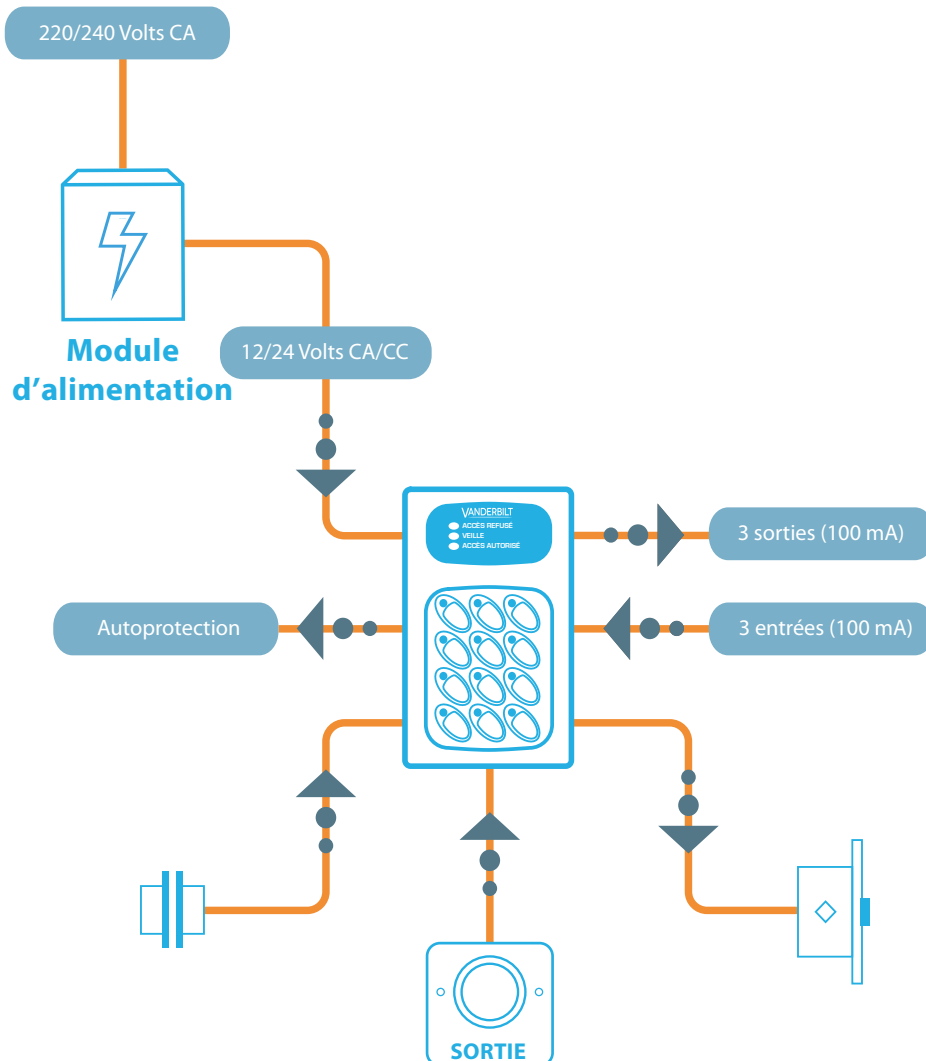 220/240 Volts CA
Module
d'alimentation
12/24 Volts CA/CC
VANDERBILT
ACCÈS REFUSÉ
VEILLE
ACCÈS AUTORISÉ
3 sorties (100 mA)
Autoprotection
3 entrées (100 mA)
SORTIE